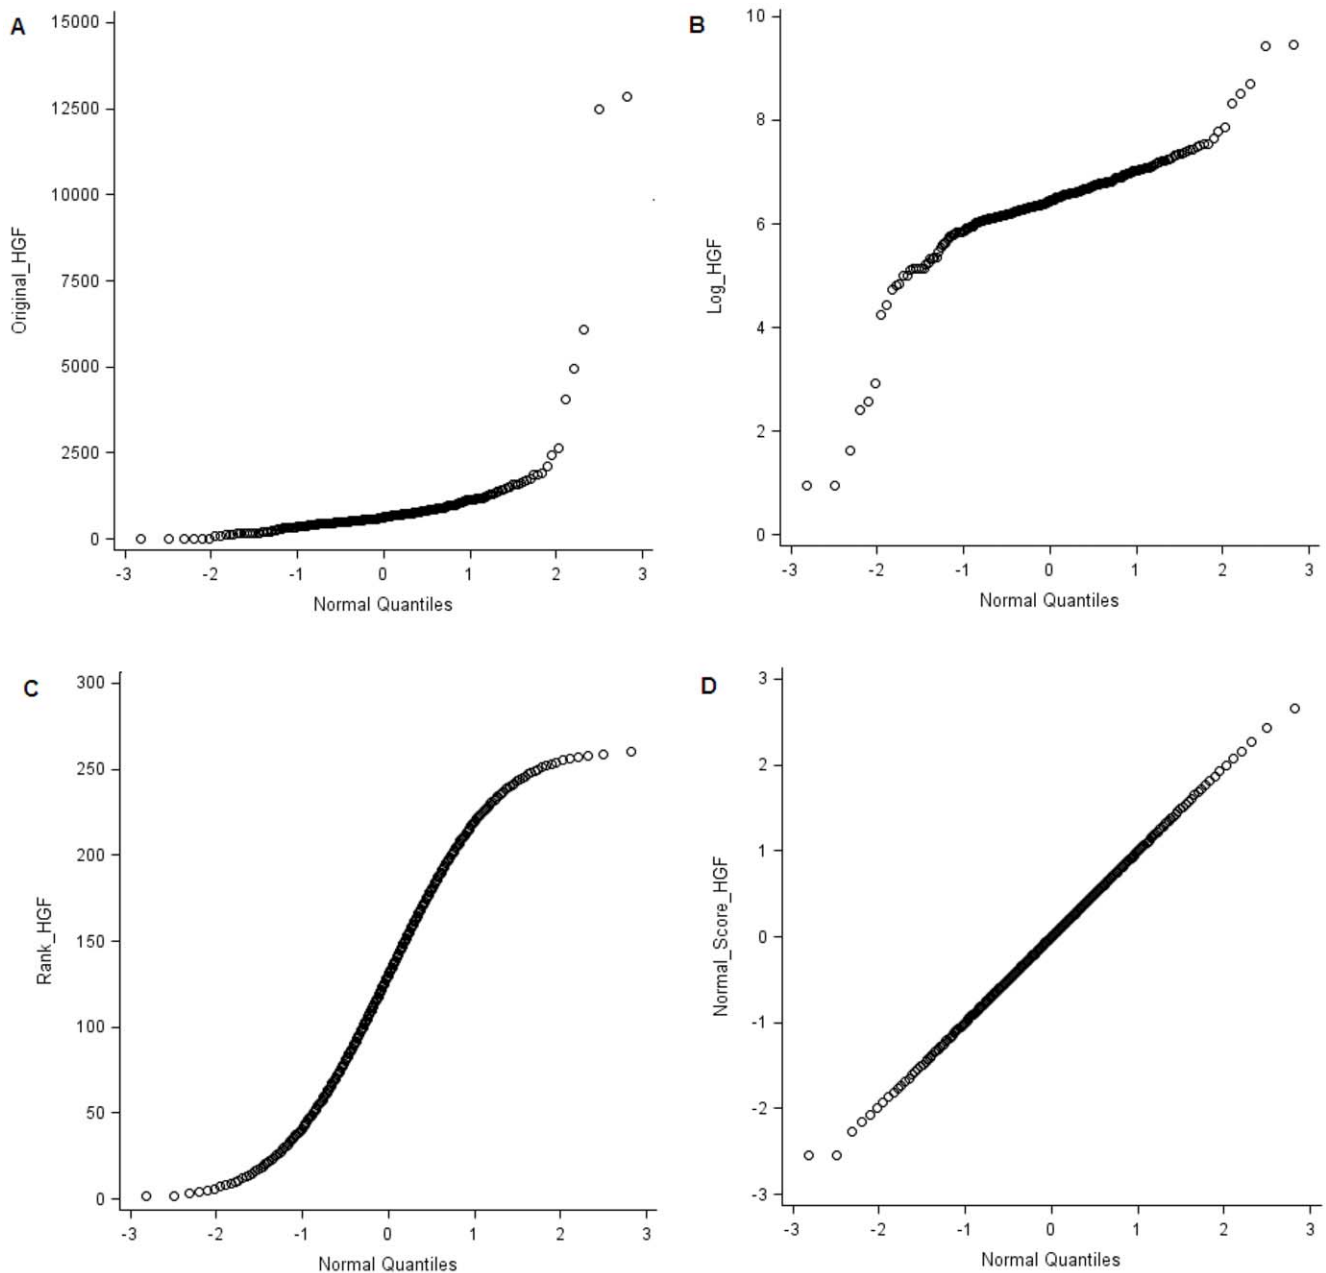 A
15000
12500
10000
7500
5000
2500
0
Original_HGF
-3 -2 -1 0 1 2 3
Normal Quantiles
B
10
8
6
4
2
0
Log_HGF
-3 -2 -1 0 1 2 3
Normal Quantiles
C
300
250
200
150
100
50
0
Rank_HGF
-3 -2 -1 0 1 2 3
Normal Quantiles
D
3
2
1
0
-1
-2
-3
Normal_Score_HGF
-3 -2 -1 0 1 2 3
Normal Quantiles